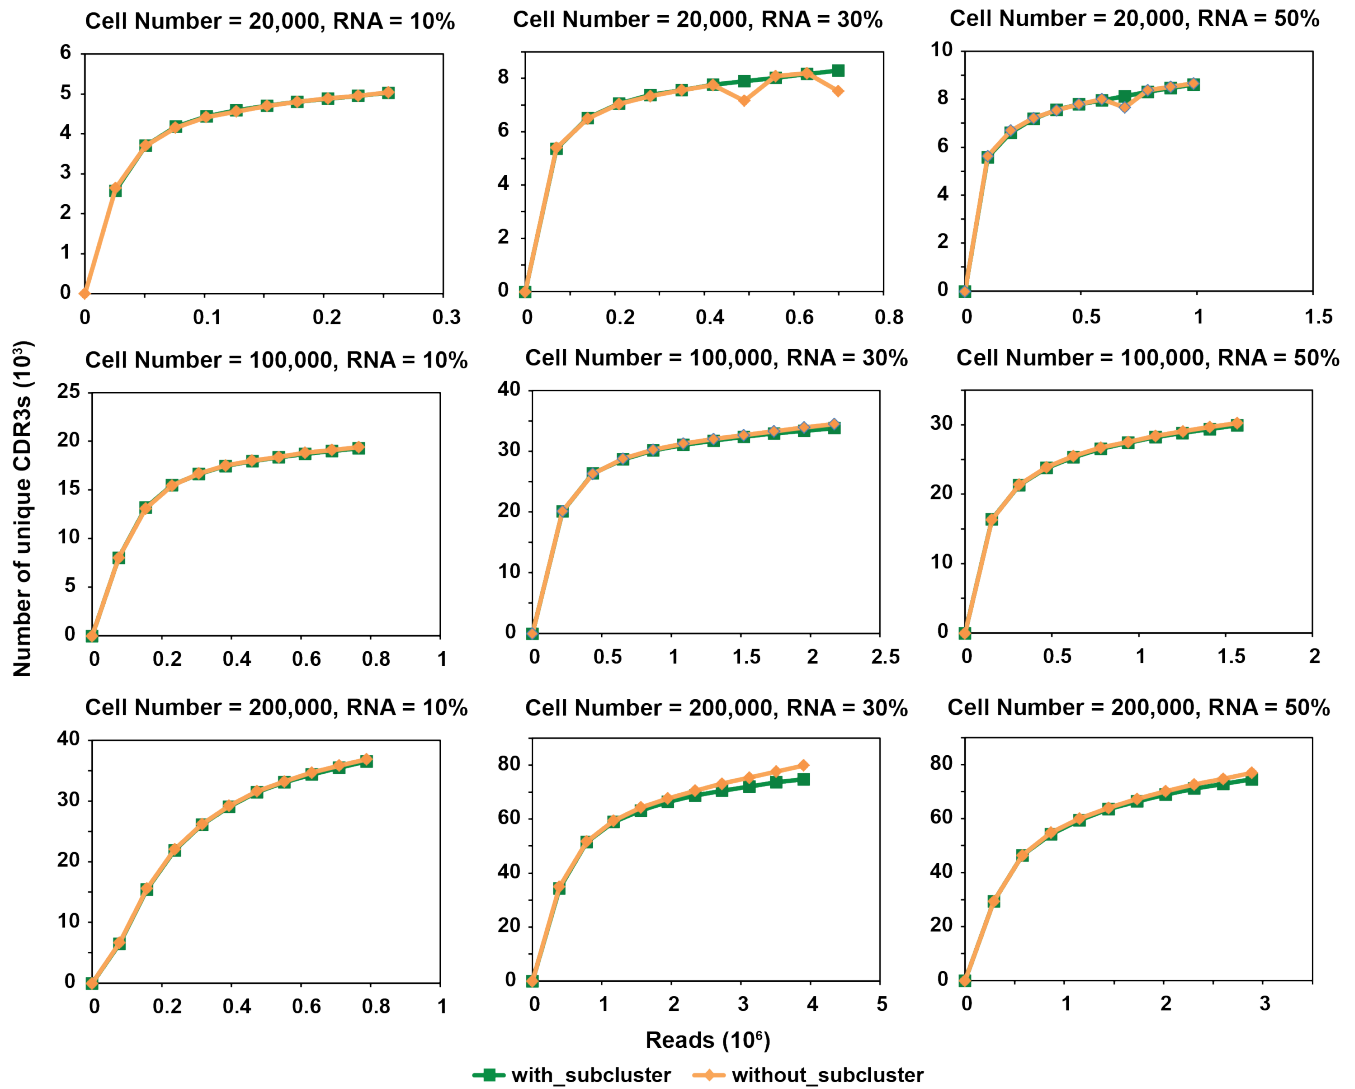 Cell Number = 20,000, RNA = 10%
6
5
4
3
2
1
0
0 0.1 0.2 0.3
Cell Number = 20,000, RNA = 30%
8
6
4
2
0
0 0.2 0.4 0.6 0.8
Cell Number = 20,000, RNA = 50%
10
8
6
4
2
0
0 0.5 1 1.5
Number of unique CDR3s (10³)
Cell Number = 100,000, RNA = 10%
25
20
15
10
5
0
0 0.2 0.4 0.6 0.8 1
Cell Number = 100,000, RNA = 30%
40
30
20
10
0
0 0.5 1 1.5 2 2.5
Cell Number = 100,000, RNA = 50%
30
20
10
0
0 0.5 1 1.5 2
Cell Number = 200,000, RNA = 10%
40
30
20
10
0
0 0.2 0.4 0.6 0.8 1
Cell Number = 200,000, RNA = 30%
80
60
40
20
0
0 1 2 3 4 5
Cell Number = 200,000, RNA = 50%
80
60
40
20
0
0 1 2 3
Reads (10⁶)
with_subcluster without_subcluster